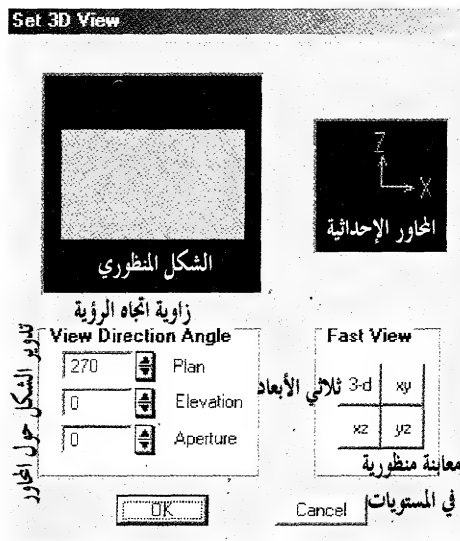 Set 3D View
Z
X
المحاور الإحداثية
الشكل المنظوري
زاوية اتجاه الرؤية
View Direction Angle
تدوير الشكل حول المحاور
270 Plan
0 Elevation
0 Aperture
Fast View
ثلاثي الأبعاد
3-d xy
xz yz
معاينة منظورية
في المستويات
OK Cancel